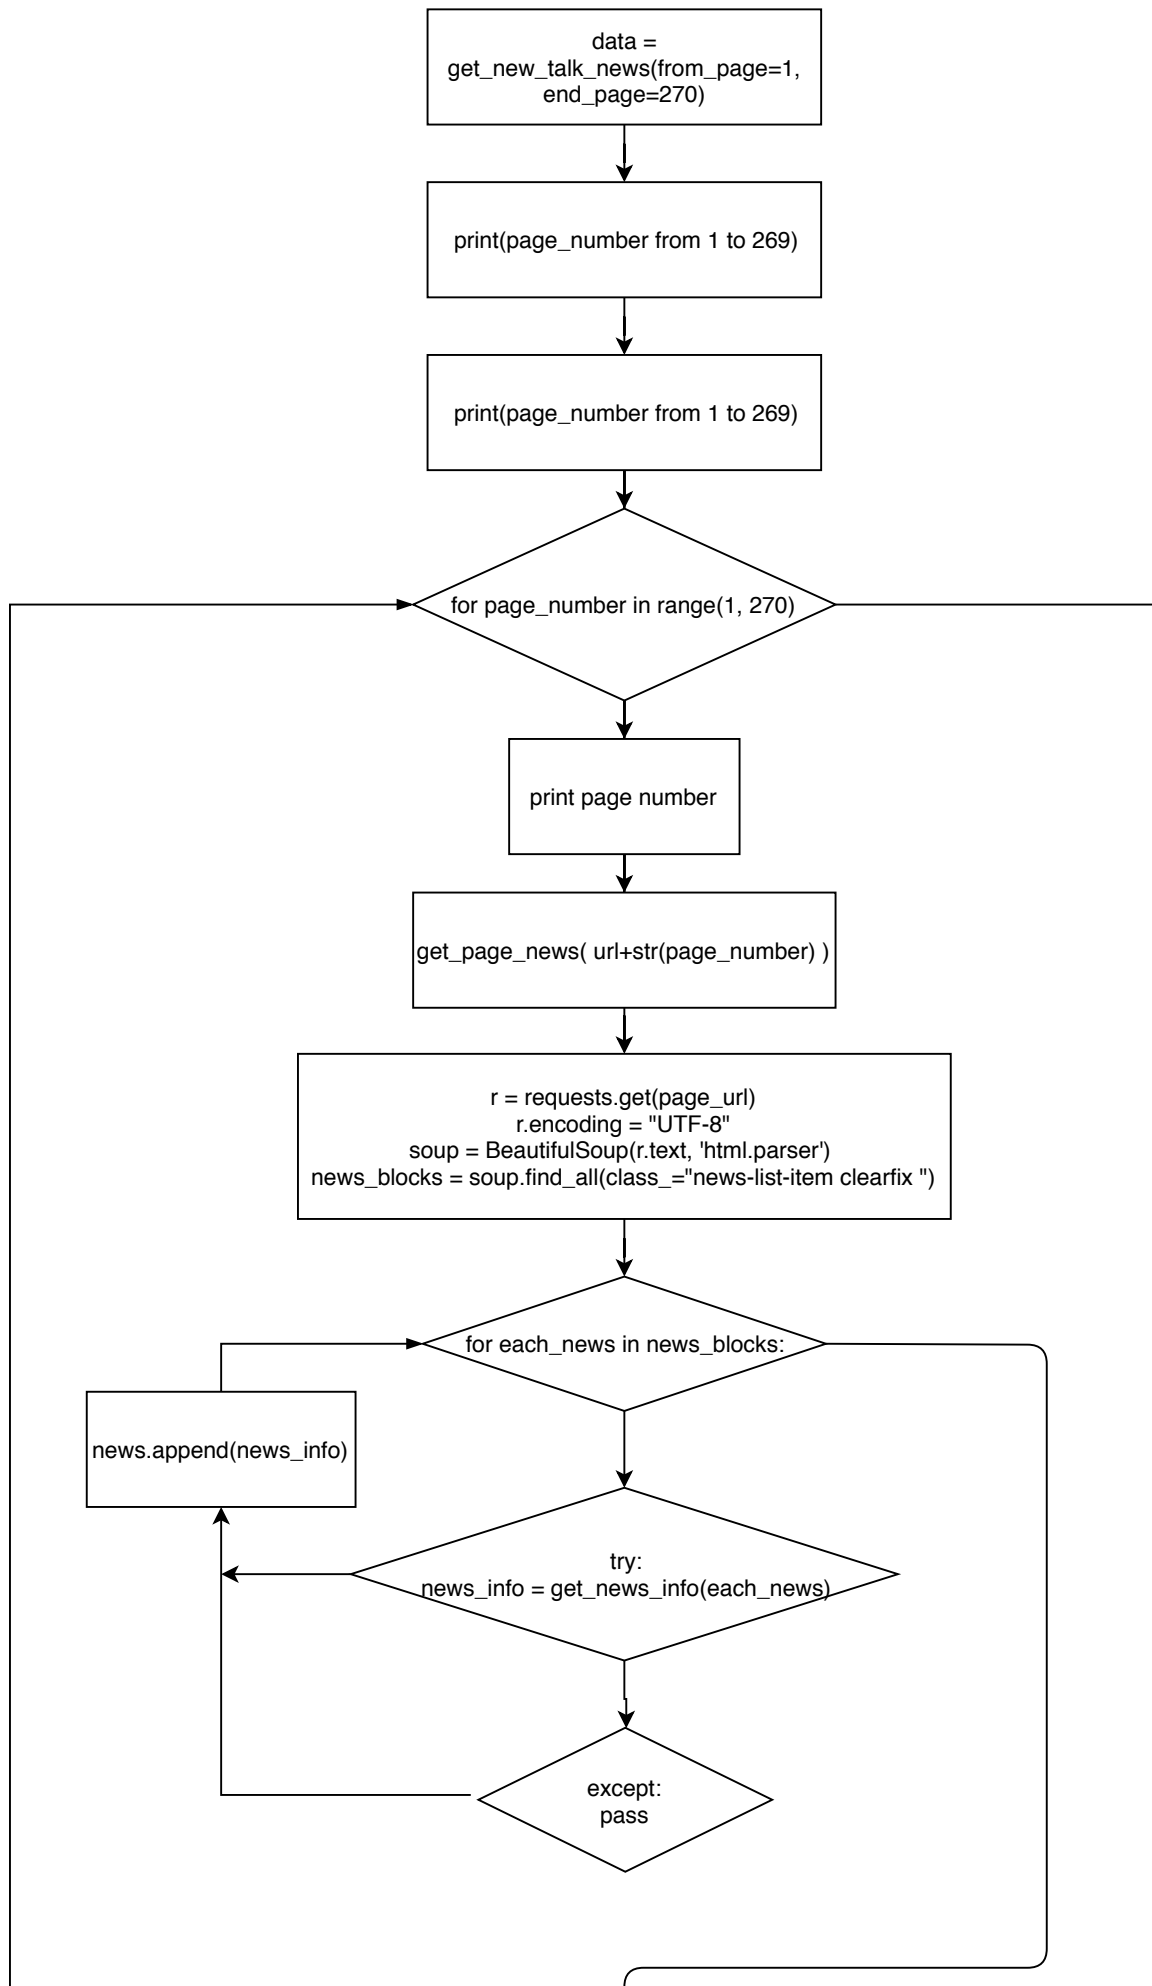 data =
get_new_talk_news(from_page=1,
end_page=270)
print(page_number from 1 to 269)
print(page_number from 1 to 269)
for page_number in range(1, 270)
print page number
get_page_news( url+str(page_number) )
r = requests.get(page_url)
r.encoding = "UTF-8"
soup = BeautifulSoup(r.text, 'html.parser')
news_blocks = soup.find_all(class_="news-list-item clearfix ")
for each_news in news_blocks:
news.append(news_info)
try:
news_info = get_news_info(each_news)
except:
pass